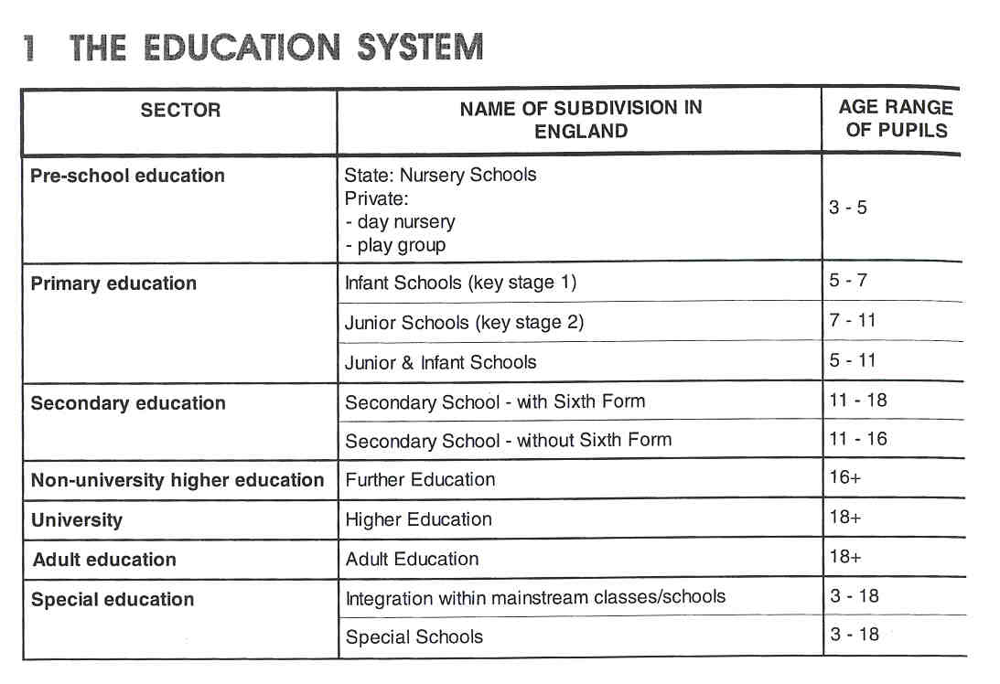 1 THE EDUCATION SYSTEM
SECTOR
NAME OF SUBDIVISION IN
ENGLAND
AGE RANGE
OF PUPILS
Pre-school education
State: Nursery Schools
Private:
- day nursery
- play group
3 - 5
Primary education
Infant Schools (key stage 1)
5 - 7
Junior Schools (key stage 2)
7 - 11
Junior & Infant Schools
5 - 11
Secondary education
Secondary School - with Sixth Form
11 - 18
Secondary School - without Sixth Form
11 - 16
Non-university higher education
Further Education
16+
University
Higher Education
18+
Adult education
Adult Education
18+
Special education
Integration within mainstream classes/schools
3 - 18
Special Schools
3 - 18